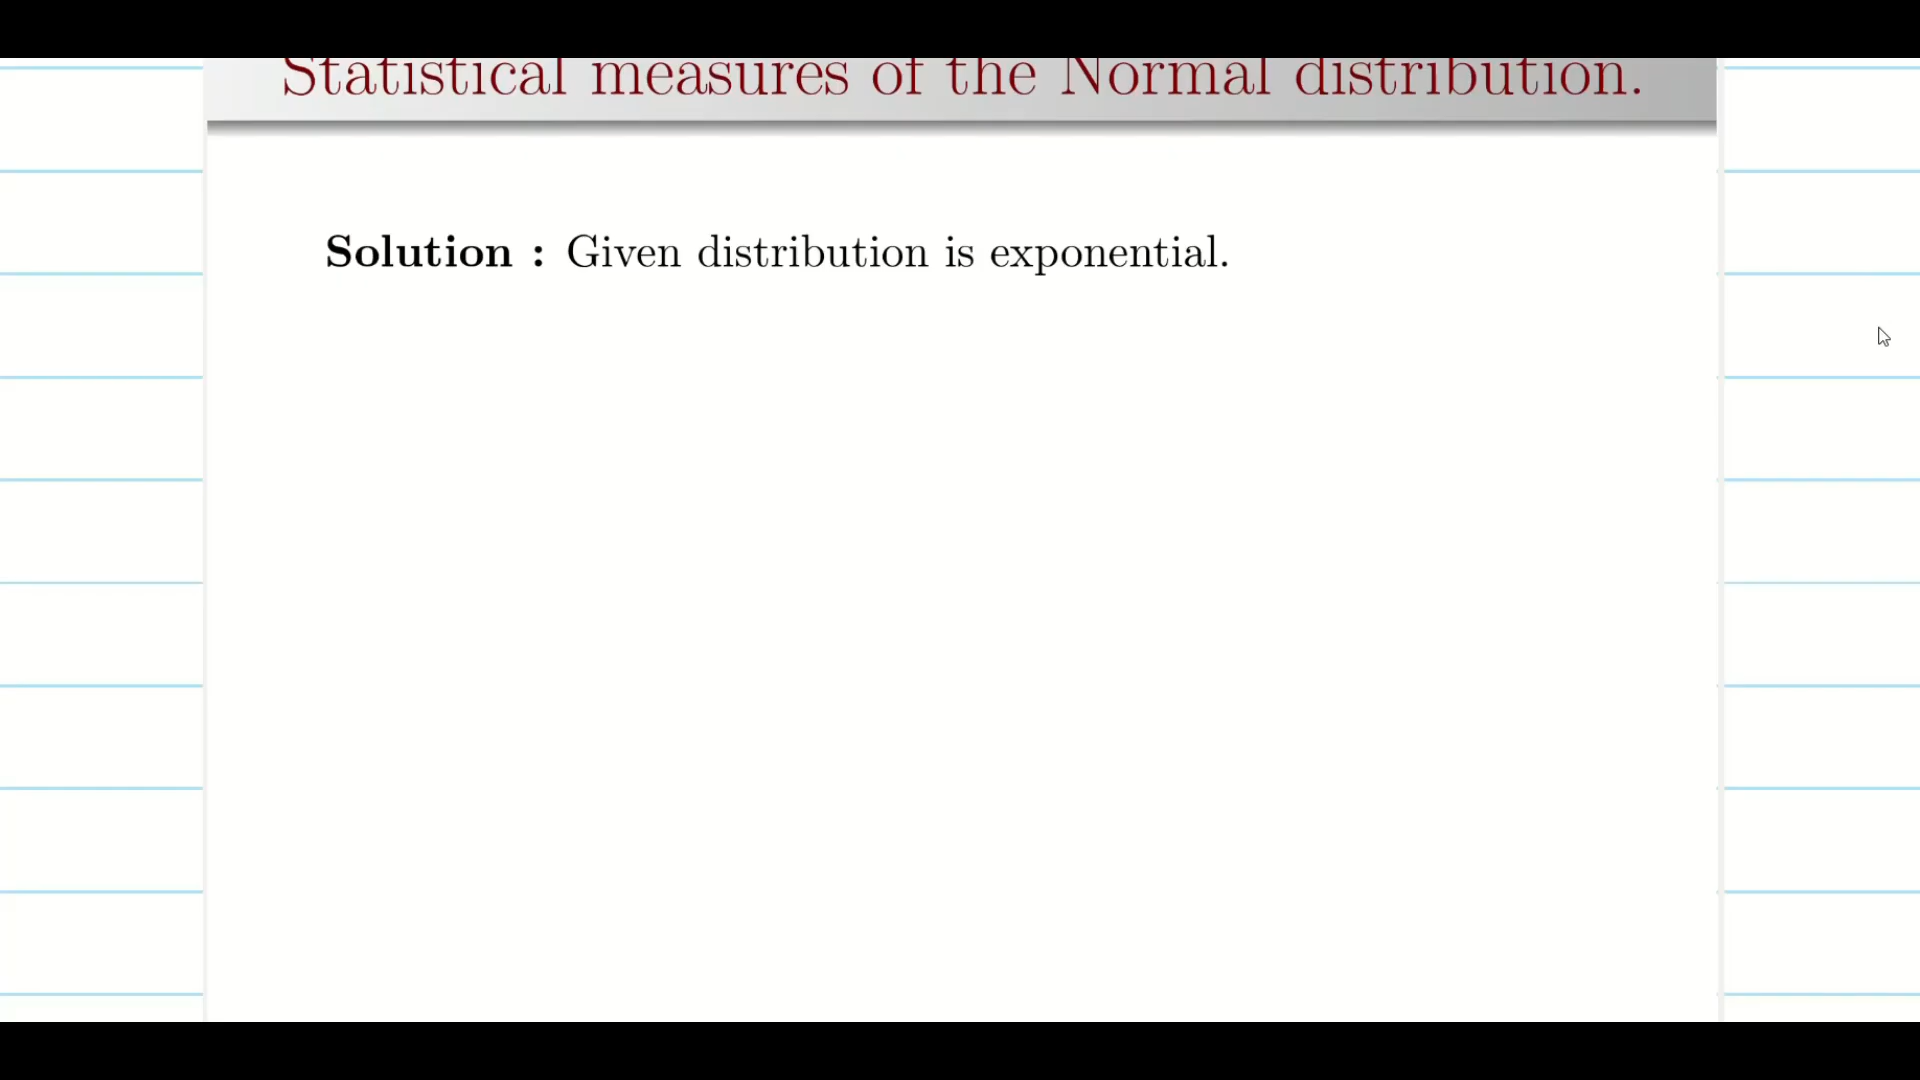 Statistical measures of the Normal distribution.
Solution : Given distribution is exponential.